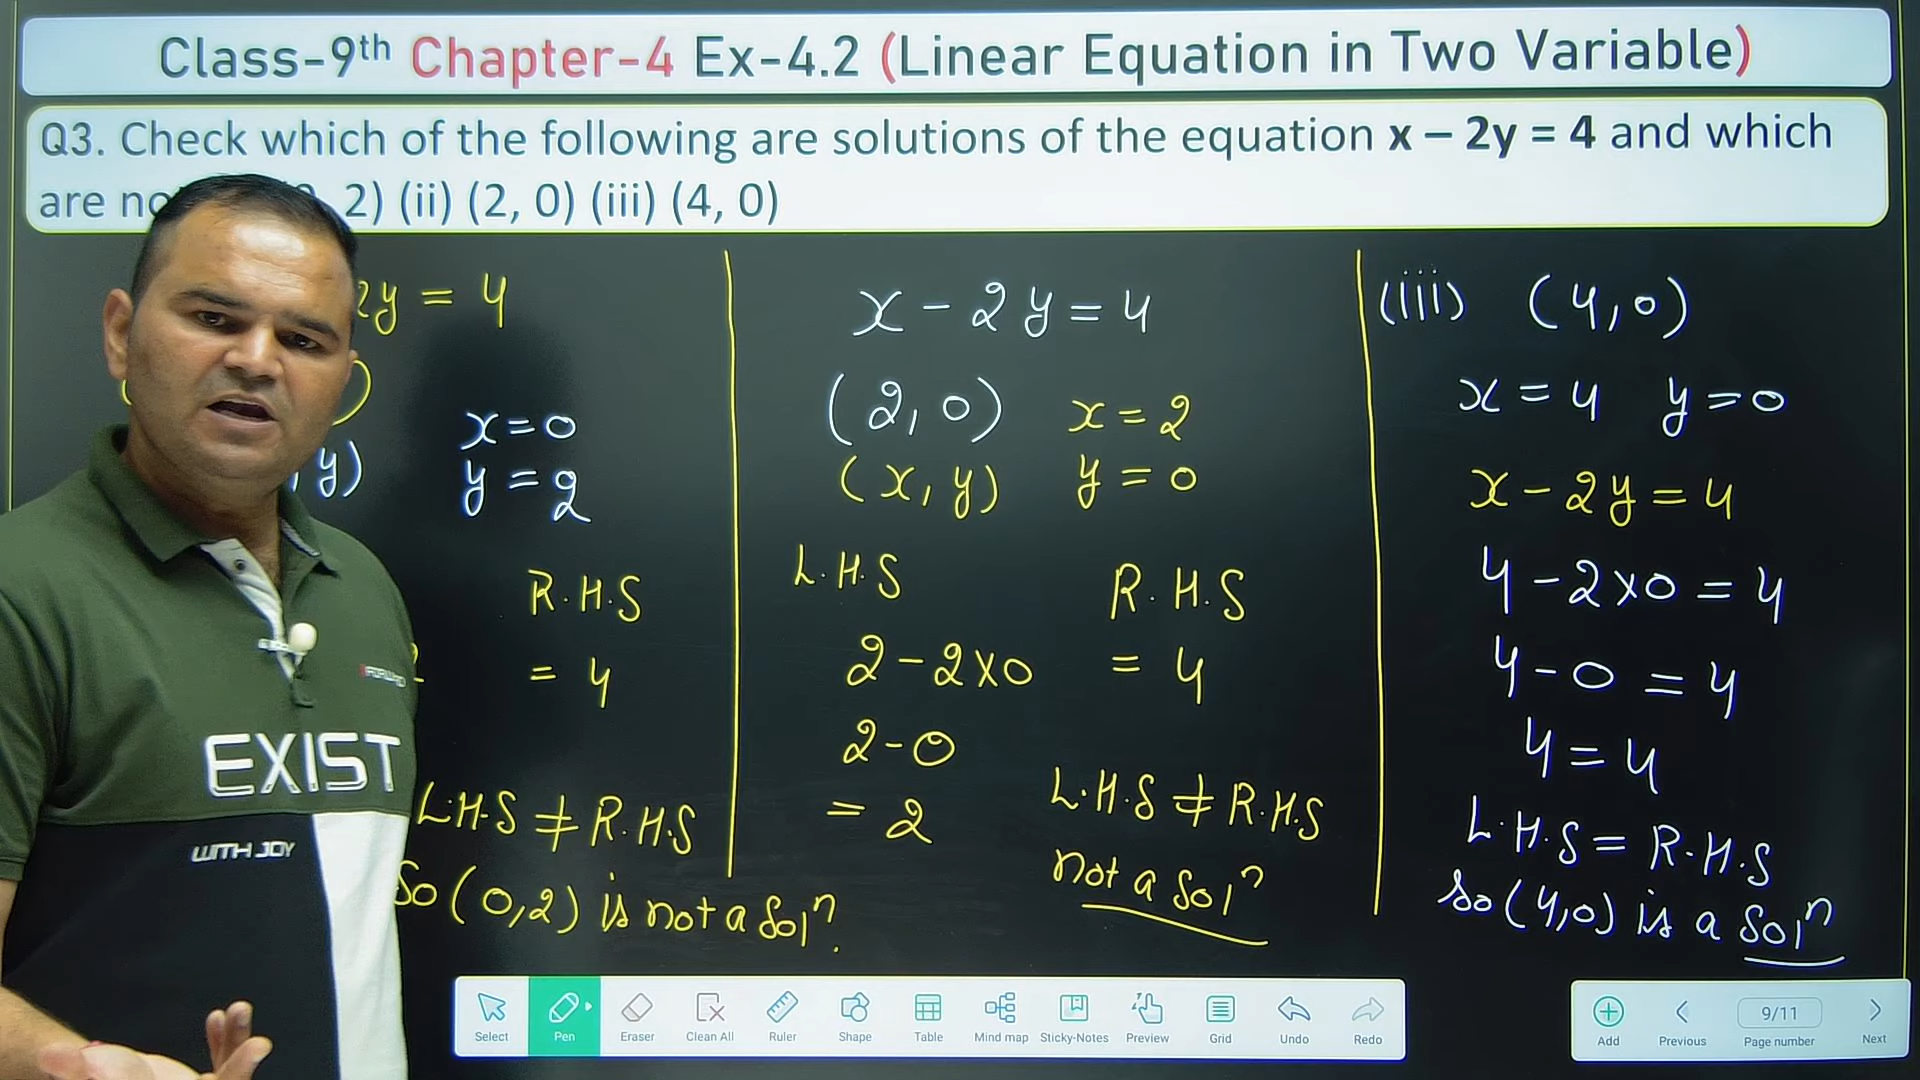 Class-9th Chapter-4 Ex-4.2 (Linear Equation in Two Variable)
Q3. Check which of the following are solutions of the equation x – 2y = 4 and which
are no 2) (ii) (2, 0) (iii) (4, 0)
2y = 4
, y)
x = 0
y = 2
R.H.S
= 4
L.H.S ≠ R.H.S
So (0,2) is not a Solⁿ.
x - 2y = 4
(2, 0) x = 2
(x, y) y = 0
L.H.S R.H.S
2 - 2×0 = 4
2 - 0
= 2
L.H.S ≠ R.H.S
not a Solⁿ
(iii) (4, 0)
x = 4 y = 0
x - 2y = 4
4 - 2×0 = 4
4 - 0 = 4
4 = 4
L.H.S = R.H.S
So (4,0) is a Solⁿ
EXIST
WITH JOY
Select Pen Eraser Clean All Ruler Shape Table Mind map Sticky-Notes Preview Grid Undo Redo
Add Previous 9/11 Page number Next